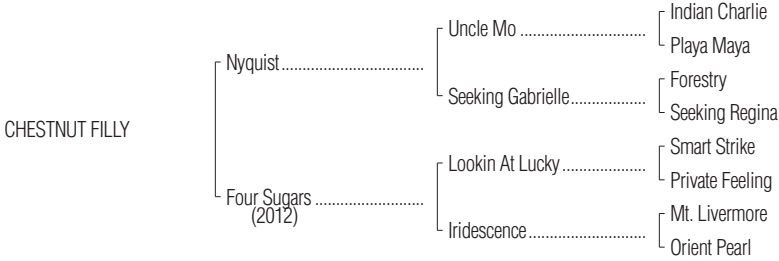 Indian Charlie
Uncle Mo ..............................
Playa Maya
Nyquist..................................
Forestry
Seeking Gabrielle..................
Seeking Regina
CHESTNUT FILLY
Smart Strike
Lookin At Lucky ....................
Private Feeling
Four Sugars ..........................
(2012)
Mt. Livermore
Iridescence............................
Orient Pearl